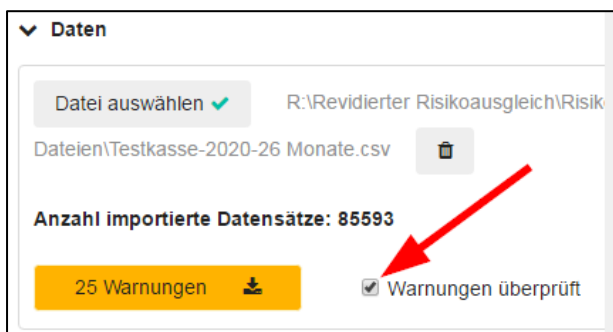 Daten
Datei auswählen R:\Revidierter Risikoausgleich\Risik
Dateien\Testkasse-2020-26 Monate.csv
Anzahl importierte Datensätze: 85593
25 Warnungen Warnungen überprüft